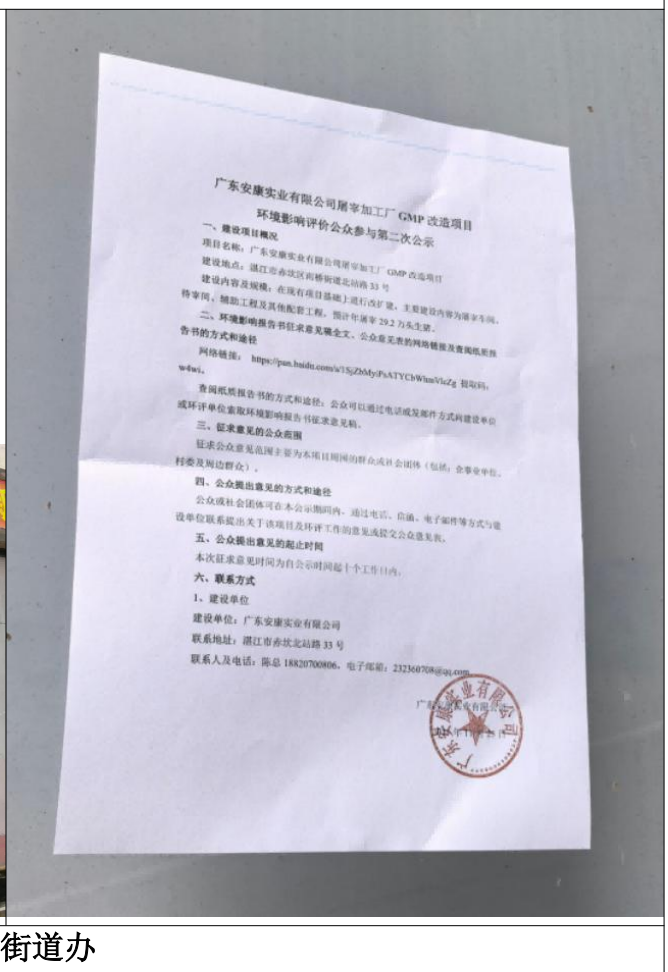 广东安康实业有限公司屠宰加工厂 GMP 改造项目
环境影响评价公众参与第二次公示
一、建设项目概况
项目名称：广东安康实业有限公司屠宰加工厂 GMP 改造项目
建设地点：湛江市赤坎区南桥街道北站路 33 号
建设内容及规模：在现有项目基础上进行改扩建，主要建设内容为屠宰车间、
待宰间、辅助工程及其他配套工程，预计年屠宰 29.2 万头生猪。
二、环境影响报告书征求意见稿全文、公众意见表的网络链接及查阅纸质报
告书的方式和途径
网络链接： 提取码：
w4wi。
查阅纸质报告书的方式和途径：公众可以通过电话或发邮件方式向建设单位
或环评单位索取环境影响报告书征求意见稿。
三、征求意见的公众范围
征求公众意见范围主要为本项目周围的群众或社会团体（包括：企事业单位、
村委及周边群众）。
四、公众提出意见的方式和途径
公众或社会团体可在本公示期间内，通过电话、信函、电子邮件等方式与建
设单位联系提出关于该项目及环评工作的意见或提交公众意见表。
五、公众提出意见的起止时间
本次征求意见时间为自公示时间起十个工作日内。
六、联系方式
1、建设单位
建设单位：广东安康实业有限公司
联系地址：湛江市赤坎北站路 33 号
联系人及电话：陈总 18820700806，电子邮箱：232360708@qq.com
广东安康实业有限公司
街道办